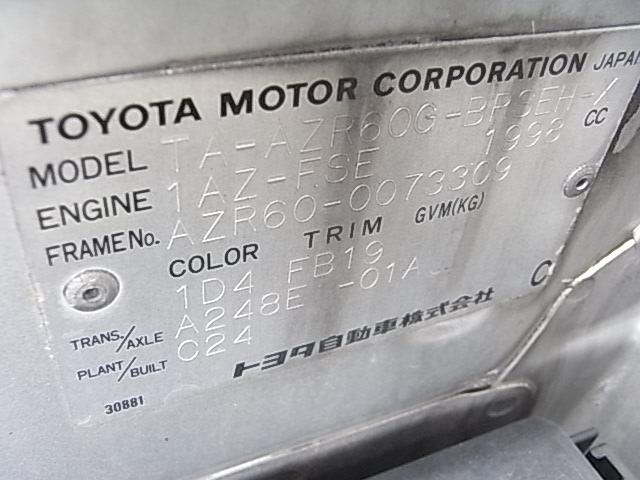 TOYOTA MOTOR CORPORATION JAPAN
MODEL TA-AZR60G-BPSEH-K
ENGINE 1AZ-FSE 1998 CC
FRAME No. AZR60-0073309
COLOR TRIM GVM(KG)
1D4 FB19
TRANS./AXLE A248E -01A C
PLANT/BUILT C24
トヨタ自動車株式会社
30881